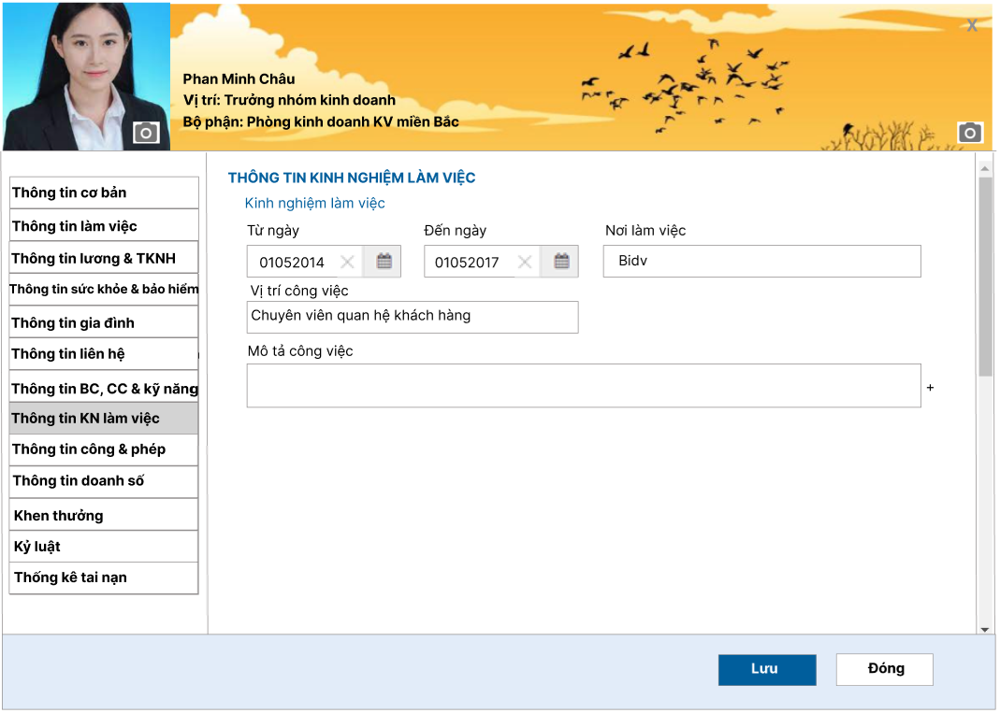 X
Phan Minh Châu
Vị trí: Trưởng nhóm kinh doanh
Bộ phận: Phòng kinh doanh KV miền Bắc
Thông tin cơ bản
Thông tin làm việc
Thông tin lương & TKNH
Thông tin sức khỏe & bảo hiểm
Thông tin gia đình
Thông tin liên hệ
Thông tin BC, CC & kỹ năng
Thông tin KN làm việc
Thông tin công & phép
Thông tin doanh số
Khen thưởng
Kỷ luật
Thống kê tai nạn
THÔNG TIN KINH NGHIỆM LÀM VIỆC
Kinh nghiệm làm việc
Từ ngày Đến ngày Nơi làm việc
01052014 01052017 Bidv
Vị trí công việc
Chuyên viên quan hệ khách hàng
Mô tả công việc
+
Lưu Đóng